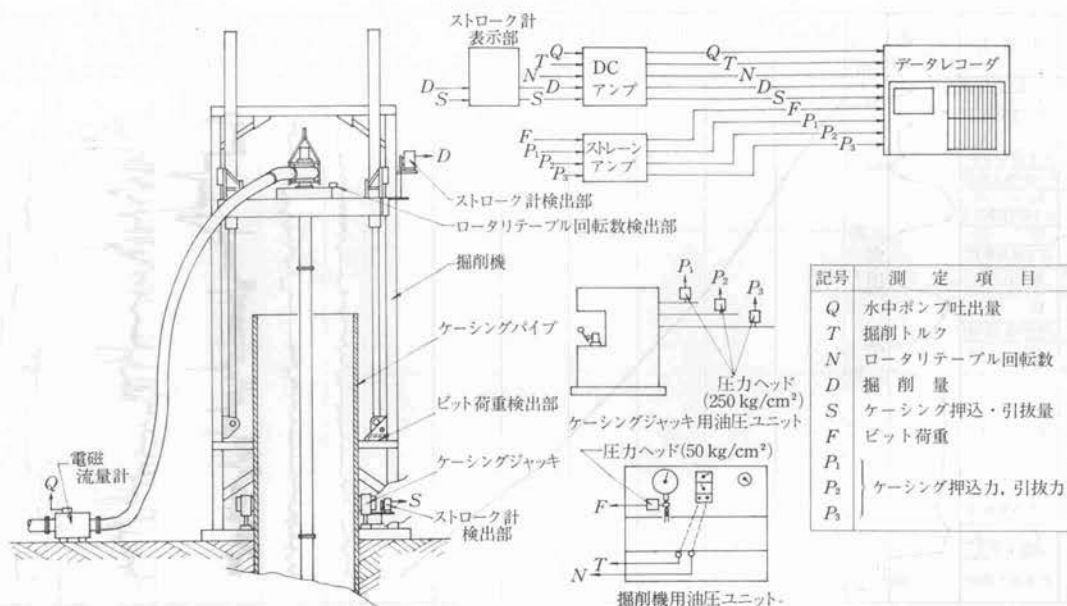 ストローク計
表示部
D
S
Q
T
N
D
S
DC
アンプ
Q
T
N
D
S
F
P₁
P₂
P₃
データレコーダ
F
P₁
P₂
P₃
ストレーン
アンプ
D
ストローク計検出部
ロータリテーブル回転数検出部
掘削機
ケーシングパイプ
ビット荷重検出部
ケーシングジャッキ
S
ストローク計
検出部
電磁
流量計
Q
P₁
P₂
P₃
圧力ヘッド
(250 kg/cm²)
ケーシングジャッキ用油圧ユニット
圧力ヘッド(50 kg/cm²)
F
T
N
掘削機用油圧ユニット
記号 測定項目
Q 水中ポンプ吐出量
T 掘削トルク
N ロータリテーブル回転数
D 掘削量
S ケーシング押込・引抜量
F ビット荷重
P₁
P₂ ケーシング押込力,引抜力
P₃